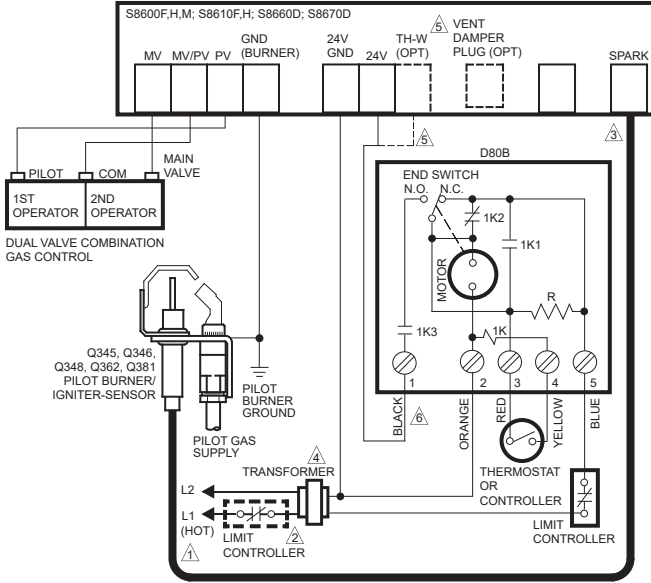 S8600F,H,M; S8610F,H; S8660D; S8670D
MV
MV/PV
PV
GND
(BURNER)
24V
GND
24V
TH-W
(OPT)
5
VENT
DAMPER
PLUG (OPT)
SPARK
5
3
PILOT
COM
MAIN
VALVE
1ST
OPERATOR
2ND
OPERATOR
DUAL VALVE COMBINATION
GAS CONTROL
D80B
END SWITCH
N.O.
N.C.
1K2
1K1
MOTOR
R
1K
1K3
1
2
3
4
5
BLACK
6
ORANGE
RED
YELLOW
BLUE
Q345, Q346,
Q348, Q362, Q381
PILOT BURNER/
IGNITER-SENSOR
PILOT
BURNER
GROUND
PILOT GAS
SUPPLY
4
TRANSFORMER
THERMOSTAT
OR
CONTROLLER
L2
L1
(HOT)
1
LIMIT
CONTROLLER
2
LIMIT
CONTROLLER